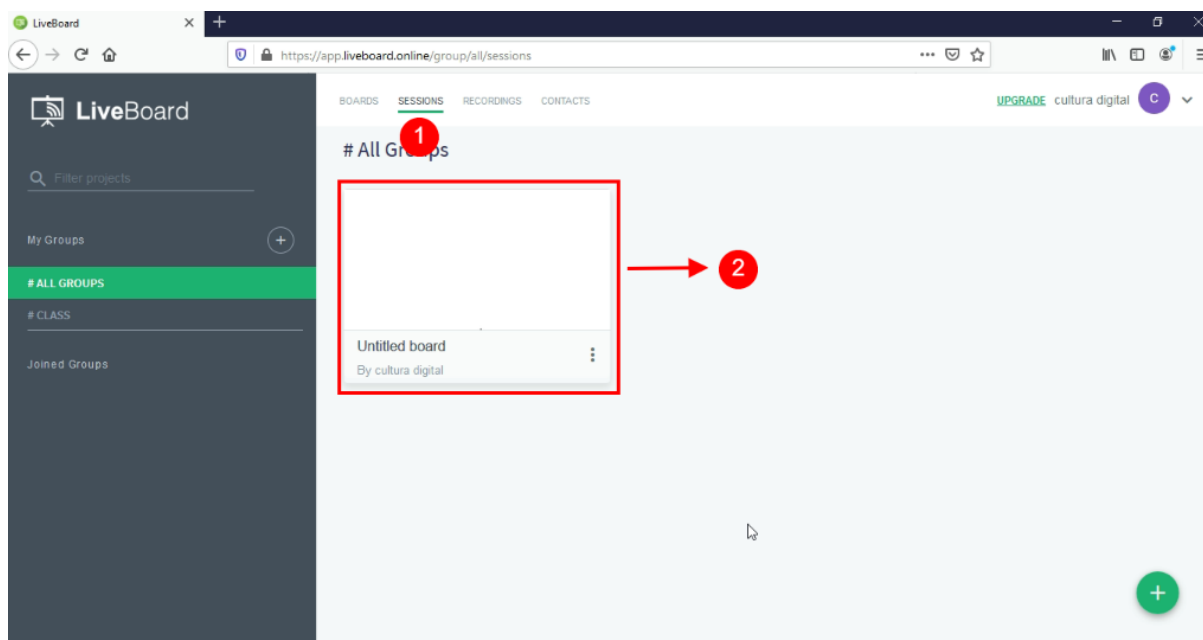 LiveBoard
https://app.liveboard.online/group/all/sessions
LiveBoard
BOARDS SESSIONS RECORDINGS CONTACTS
UPGRADE cultura digital C
1
# All Groups
Filter projects
My Groups
# ALL GROUPS
# CLASS
Joined Groups
2
Untitled board
By cultura digital